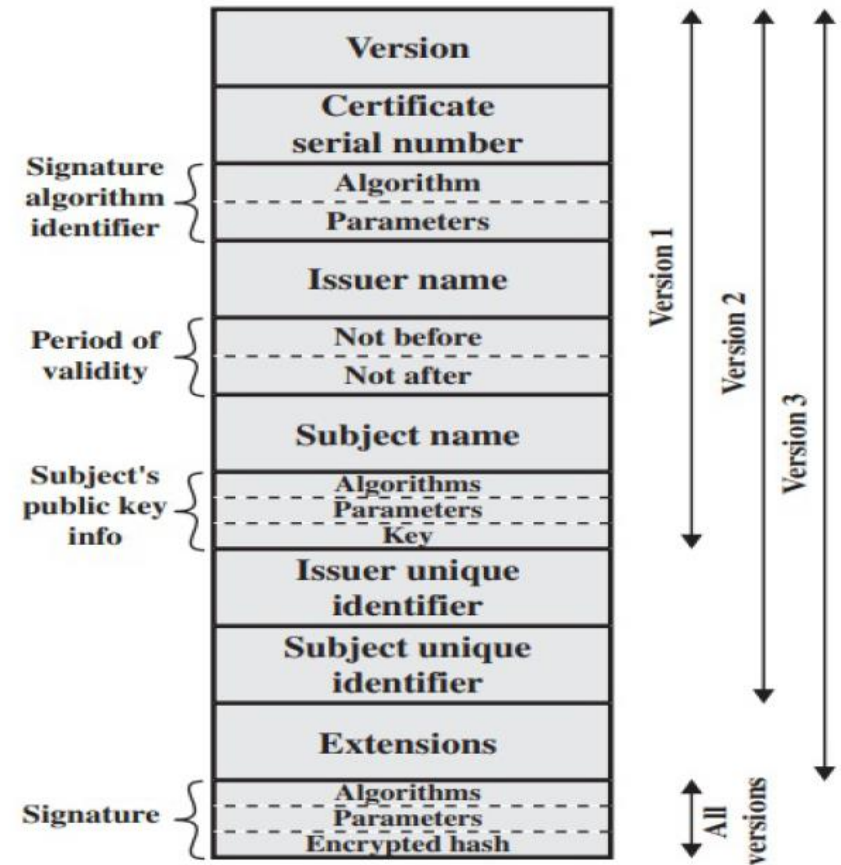 Version
Certificate
serial number
Signature
algorithm
identifier
Algorithm
Parameters
Issuer name
Period of
validity
Not before
Not after
Subject name
Subject's
public key
info
Algorithms
Parameters
Key
Issuer unique
identifier
Subject unique
identifier
Extensions
Signature
Algorithms
Parameters
Encrypted hash
Version 1
Version 2
Version 3
All
versions